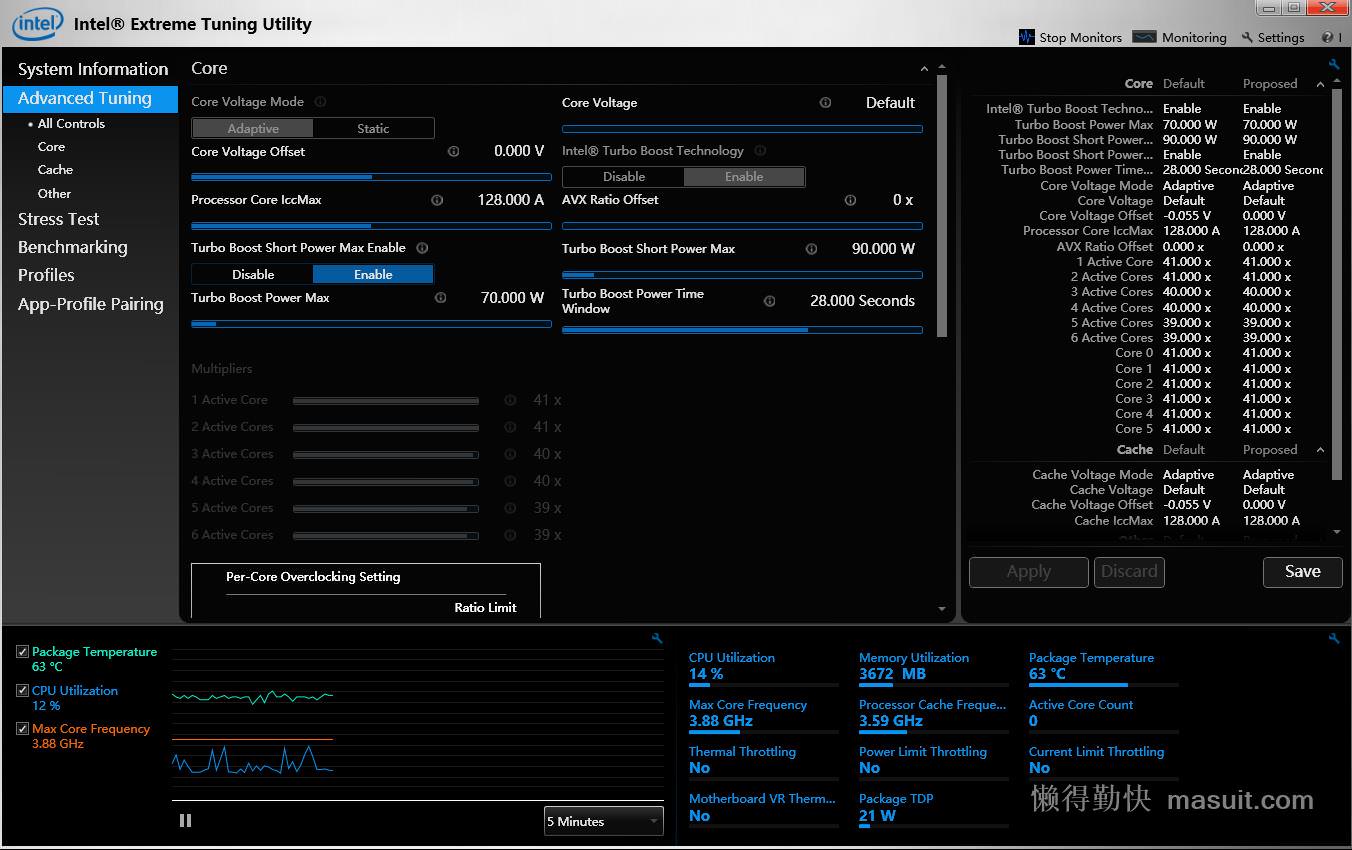 intel Intel® Extreme Tuning Utility
Stop Monitors Monitoring Settings
System Information
Advanced Tuning
• All Controls
Core
Cache
Other
Stress Test
Benchmarking
Profiles
App-Profile Pairing
Core
Core Voltage Mode
Adaptive Static
Core Voltage Default
Core Voltage Offset 0.000 V
Intel® Turbo Boost Technology
Disable Enable
Processor Core IccMax 128.000 A
AVX Ratio Offset 0 x
Turbo Boost Short Power Max Enable
Disable Enable
Turbo Boost Short Power Max 90.000 W
Turbo Boost Power Max 70.000 W
Turbo Boost Power Time
Window 28.000 Seconds
Multipliers
1 Active Core 41 x
2 Active Cores 41 x
3 Active Cores 40 x
4 Active Cores 40 x
5 Active Cores 39 x
6 Active Cores 39 x
Per-Core Overclocking Setting
Ratio Limit
Core Default Proposed
Intel® Turbo Boost Techno... Enable Enable
Turbo Boost Power Max 70.000 W 70.000 W
Turbo Boost Short Power... 90.000 W 90.000 W
Turbo Boost Short Power... Enable Enable
Turbo Boost Power Time... 28.000 Secon 28.000 Secon
Core Voltage Mode Adaptive Adaptive
Core Voltage Default Default
Core Voltage Offset -0.055 V 0.000 V
Processor Core IccMax 128.000 A 128.000 A
AVX Ratio Offset 0.000 x 0.000 x
1 Active Core 41.000 x 41.000 x
2 Active Cores 41.000 x 41.000 x
3 Active Cores 40.000 x 40.000 x
4 Active Cores 40.000 x 40.000 x
5 Active Cores 39.000 x 39.000 x
6 Active Cores 39.000 x 39.000 x
Core 0 41.000 x 41.000 x
Core 1 41.000 x 41.000 x
Core 2 41.000 x 41.000 x
Core 3 41.000 x 41.000 x
Core 4 41.000 x 41.000 x
Core 5 41.000 x 41.000 x
Cache Default Proposed
Cache Voltage Mode Adaptive Adaptive
Cache Voltage Default Default
Cache Voltage Offset -0.055 V 0.000 V
Cache IccMax 128.000 A 128.000 A
Apply Discard Save
Package Temperature
63 °C
CPU Utilization
12 %
Max Core Frequency
3.88 GHz
5 Minutes
CPU Utilization
14 %
Memory Utilization
3672 MB
Package Temperature
63 °C
Max Core Frequency
3.88 GHz
Processor Cache Freque...
3.59 GHz
Active Core Count
0
Thermal Throttling
No
Power Limit Throttling
No
Current Limit Throttling
No
Motherboard VR Therm...
No
Package TDP
21 W
懒得勤快 masuit.com